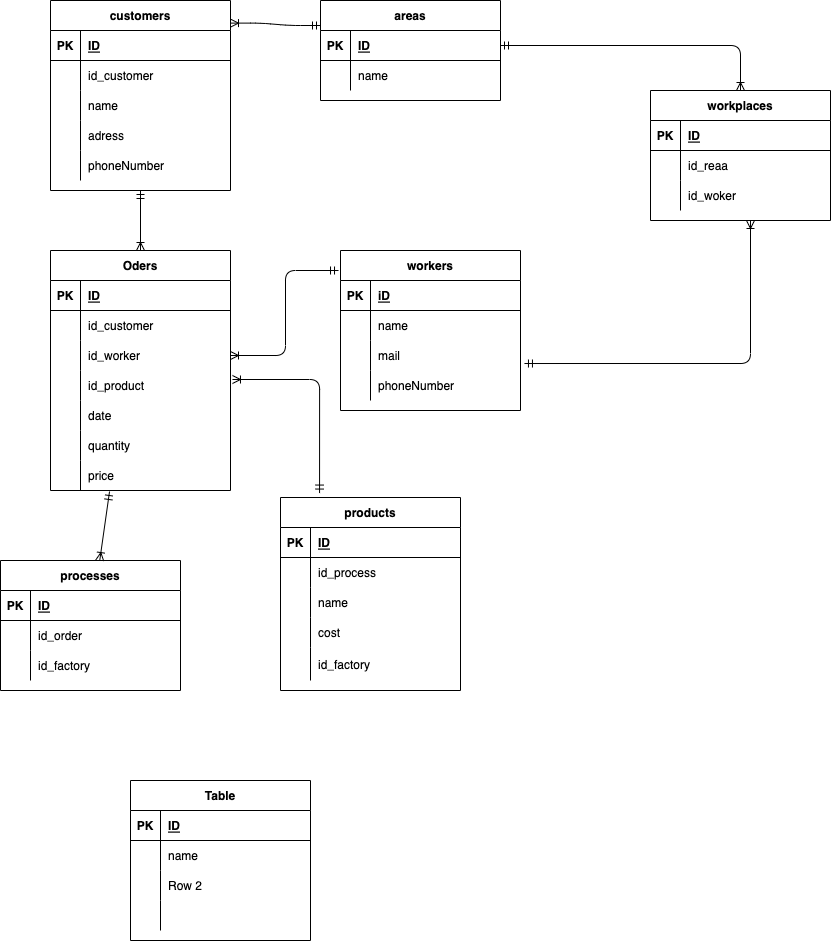 customers
PK ID
id_customer
name
adress
phoneNumber
areas
PK ID
name
workplaces
PK ID
id_reaa
id_woker
Oders
PK ID
id_customer
id_worker
id_product
date
quantity
price
workers
PK iD
name
mail
phoneNumber
processes
PK ID
id_order
id_factory
products
PK ID
id_process
name
cost
id_factory
Table
PK ID
name
Row 2